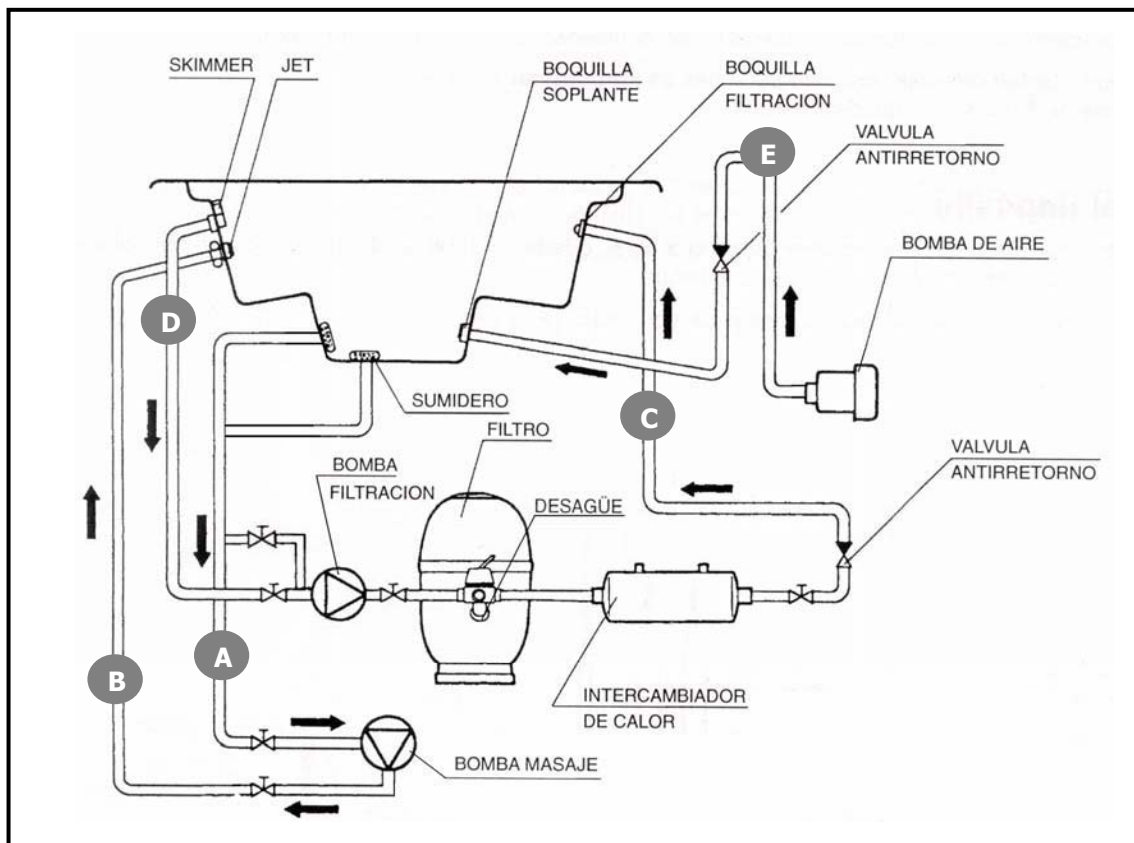 SKIMMER
JET
BOQUILLA
SOPLANTE
BOQUILLA
FILTRACION
VALVULA
ANTIRRETORNO
E
BOMBA DE AIRE
D
SUMIDERO
C
FILTRO
BOMBA
FILTRACION
DESAGÜE
VALVULA
ANTIRRETORNO
A
B
INTERCAMBIADOR
DE CALOR
BOMBA MASAJE